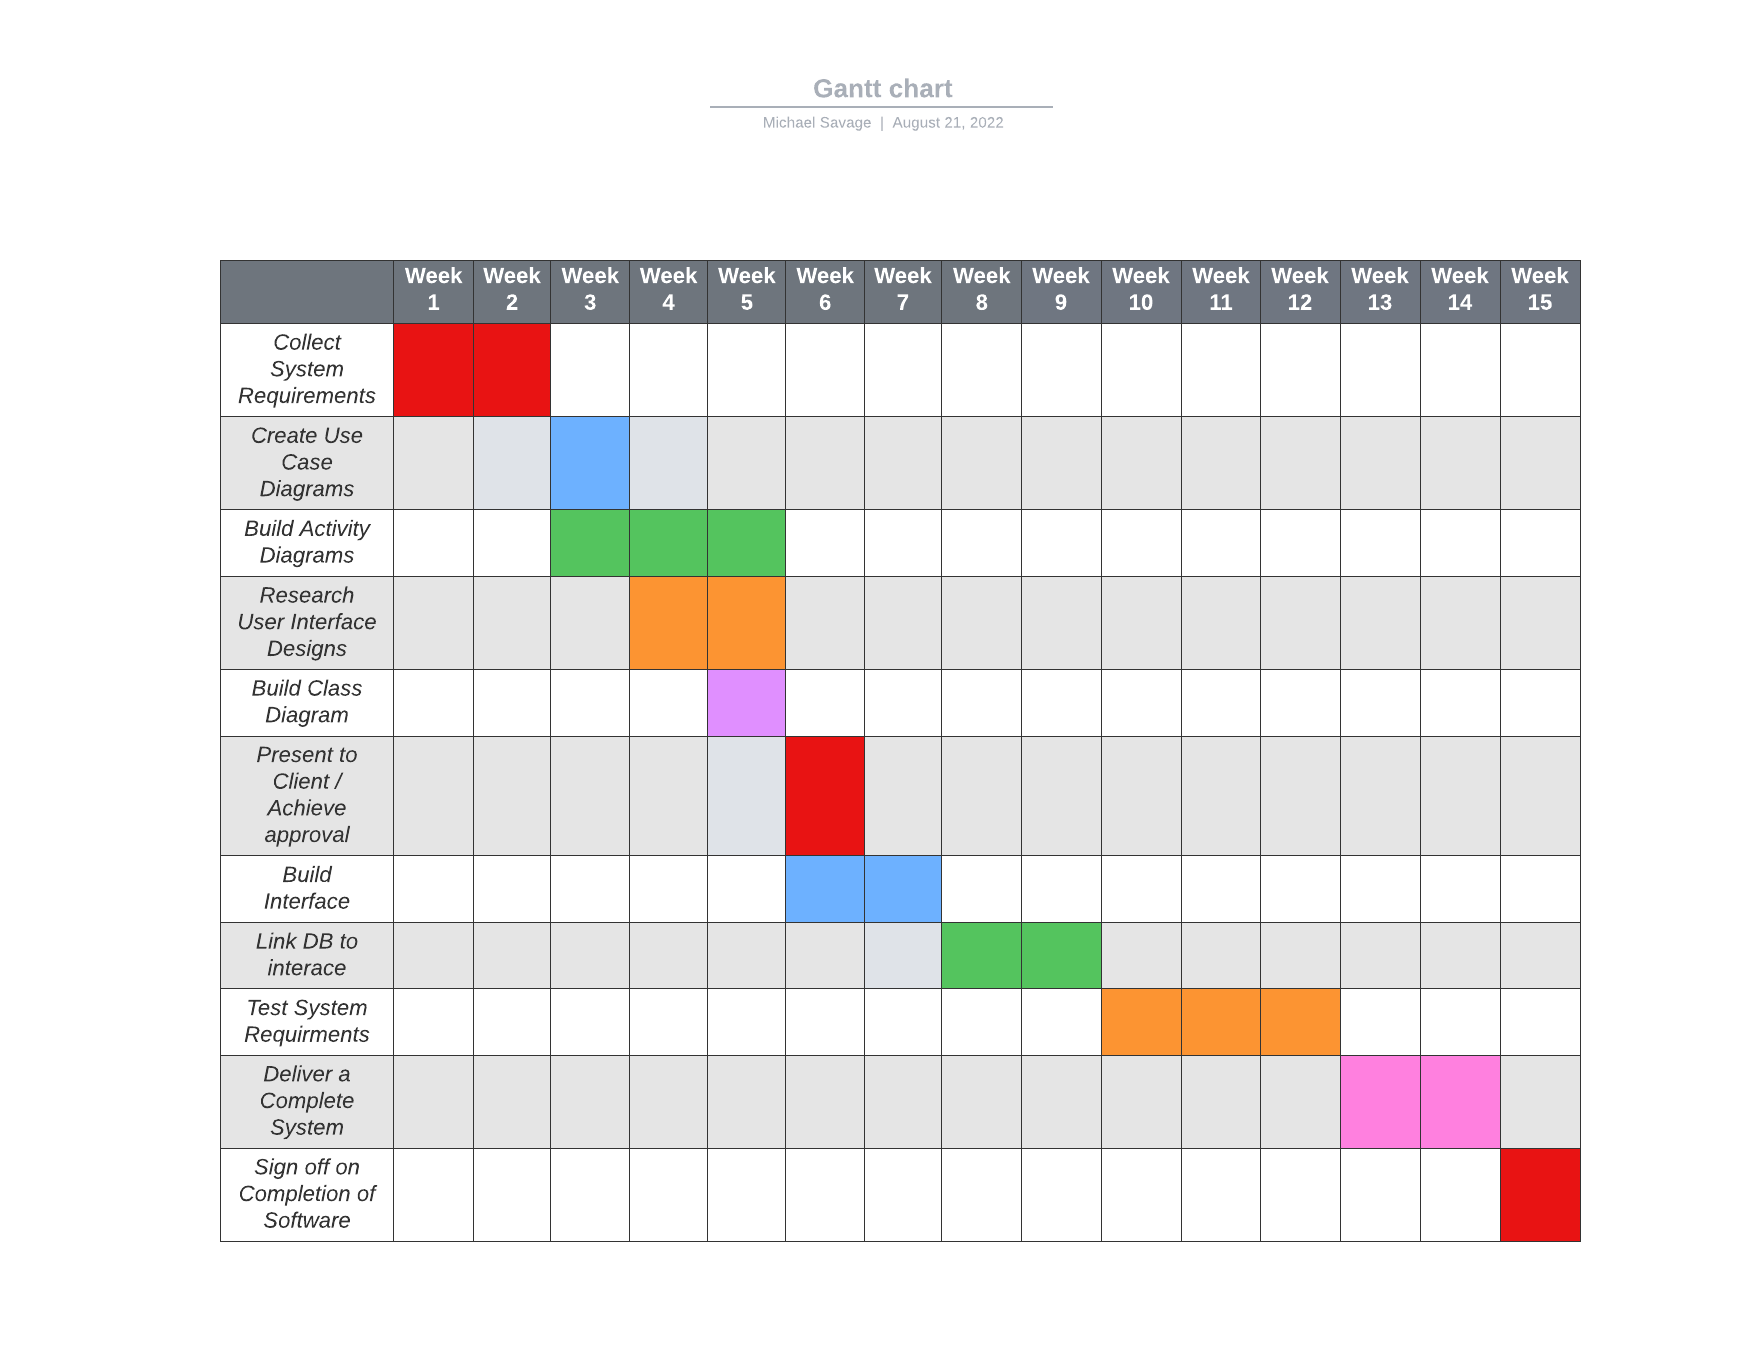 Gantt chart
Michael Savage | August 21, 2022
Week 1 Week 2 Week 3 Week 4 Week 5 Week 6 Week 7 Week 8 Week 9 Week 10 Week 11 Week 12 Week 13 Week 14 Week 15
Collect
System
Requirements
Create Use
Case
Diagrams
Build Activity
Diagrams
Research
User Interface
Designs
Build Class
Diagram
Present to
Client /
Achieve
approval
Build
Interface
Link DB to
interace
Test System
Requirments
Deliver a
Complete
System
Sign off on
Completion of
Software